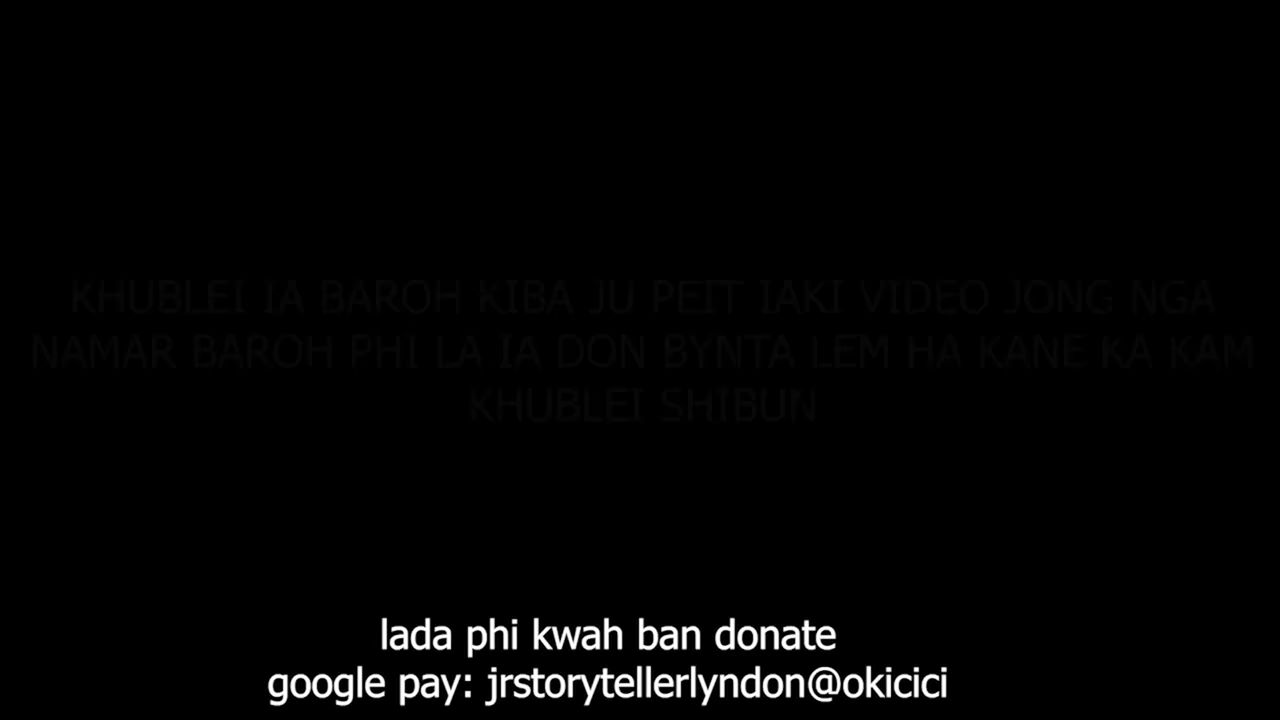 KHUBLEI IA BAROH KIBA JU PEIT IAKI VIDEO JONG NGA
NAMAR BAROH PHI LA IA DON BYNTA LEM HA KANE KA KAM
KHUBLEI SHIBUN
lada phi kwah ban donate
google pay: jrstorytellerlyndon@okicici